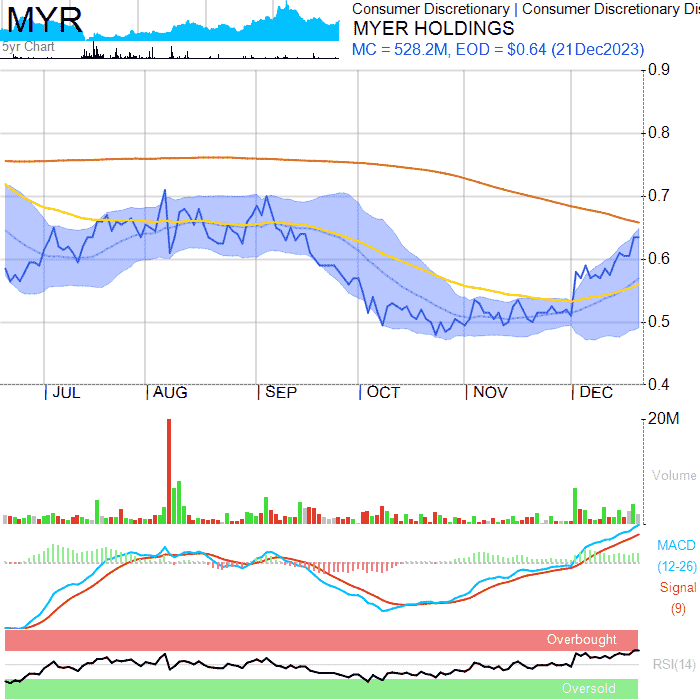 MYR
5yr Chart
Consumer Discretionary | Consumer Discretionary Dis
MYER HOLDINGS
MC = 528.2M, EOD = $0.64 (21Dec2023)
0.9
0.8
0.7
0.6
0.5
0.4
JUL AUG SEP OCT NOV DEC
20M
Volume
MACD
(12-26)
Signal
(9)
Overbought
RSI(14)
Oversold